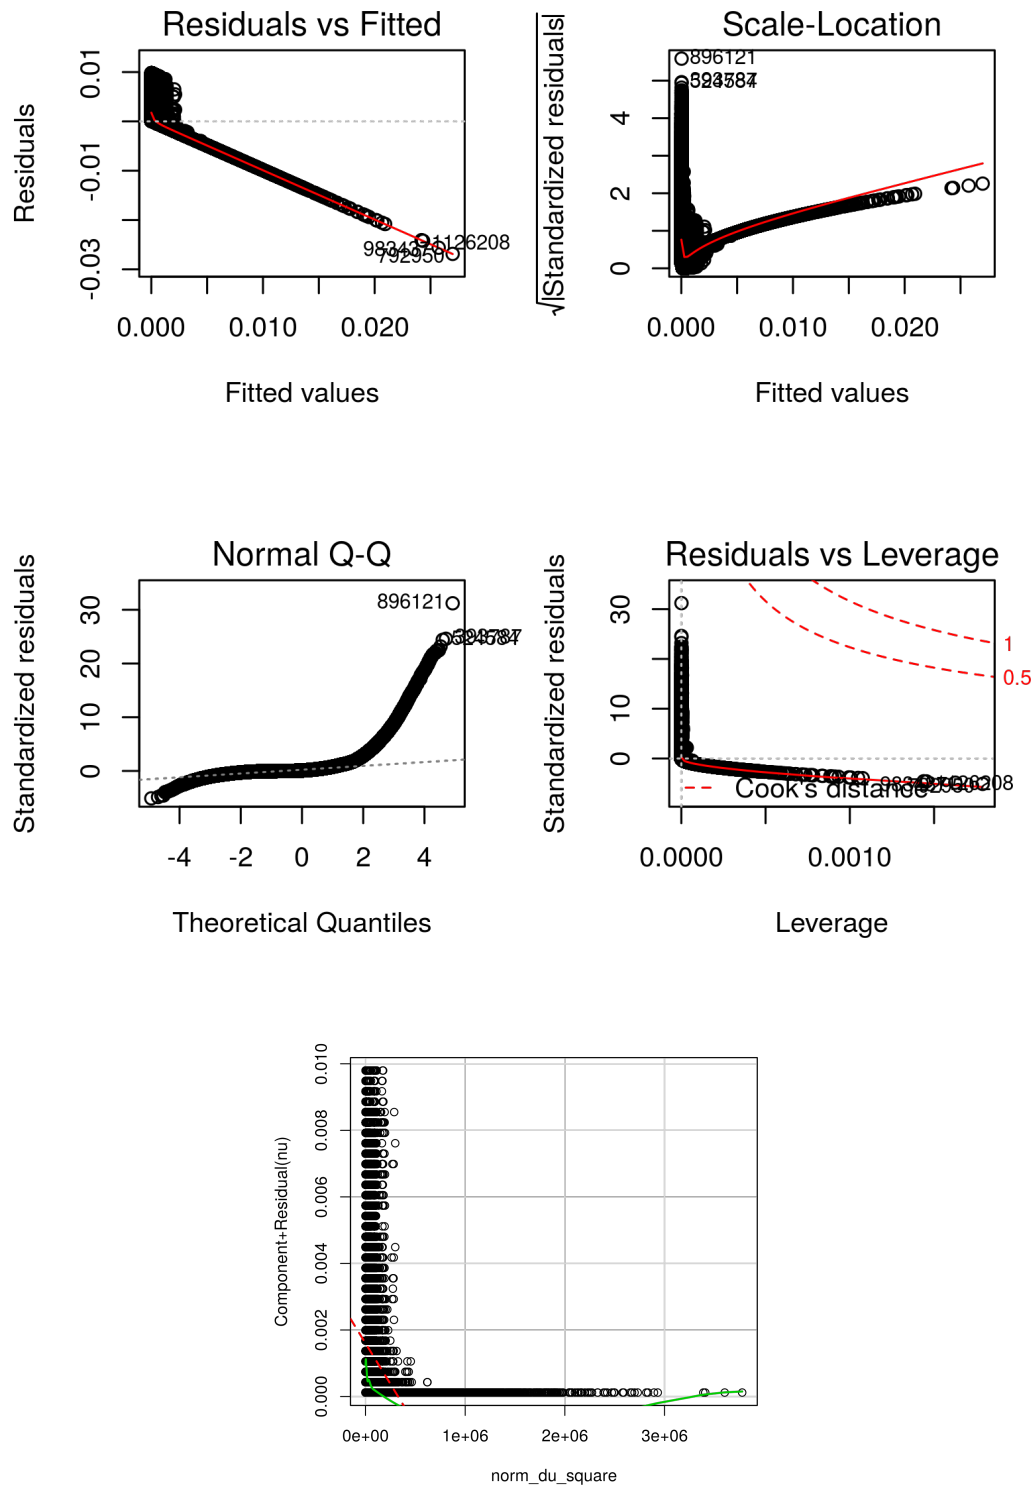 Residuals vs Fitted
Residuals
0.01
-0.01
-0.03
1126208
0.000 0.010 0.020
Fitted values
Scale-Location
√|Standardized residuals|
4
2
0
896121
0.000 0.010 0.020
Fitted values
Normal Q-Q
Standardized residuals
30
20
10
0
896121
-4 -2 0 2 4
Theoretical Quantiles
Residuals vs Leverage
Standardized residuals
30
10
0
1
0.5
Cook's distance
0.0000 0.0010
Leverage
Component+Residual(nu)
0.010
0.008
0.006
0.004
0.002
0.000
0e+00 1e+06 2e+06 3e+06
norm_du_square